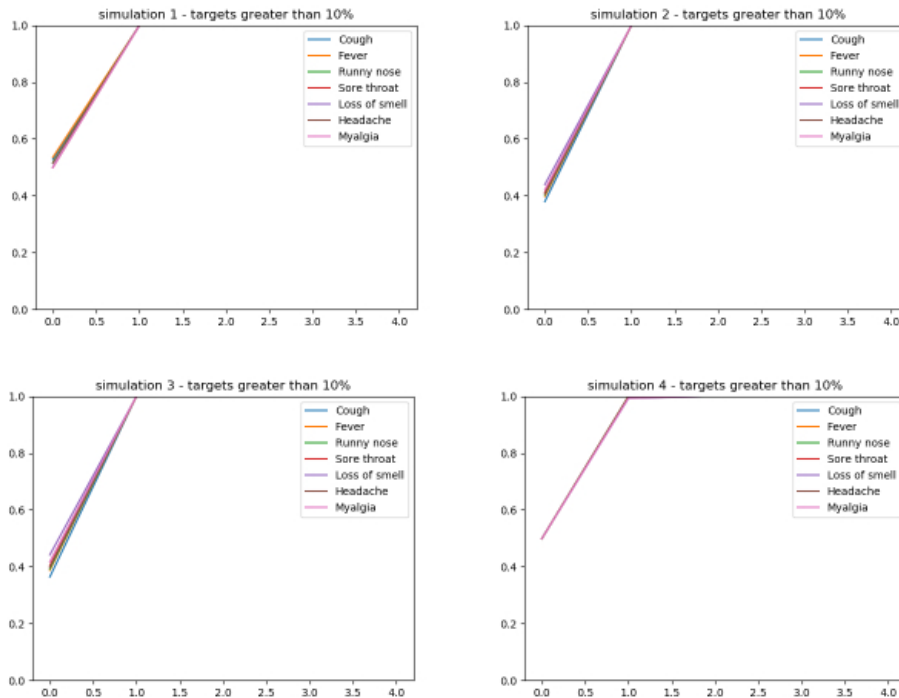 simulation 1 - targets greater than 10%
1.0
0.8
0.6
0.4
0.2
0.0
Cough
Fever
Runny nose
Sore throat
Loss of smell
Headache
Myalgia
0.0 0.5 1.0 1.5 2.0 2.5 3.0 3.5 4.0
simulation 2 - targets greater than 10%
1.0
0.8
0.6
0.4
0.2
0.0
Cough
Fever
Runny nose
Sore throat
Loss of smell
Headache
Myalgia
0.0 0.5 1.0 1.5 2.0 2.5 3.0 3.5 4.0
simulation 3 - targets greater than 10%
1.0
0.8
0.6
0.4
0.2
0.0
Cough
Fever
Runny nose
Sore throat
Loss of smell
Headache
Myalgia
0.0 0.5 1.0 1.5 2.0 2.5 3.0 3.5 4.0
simulation 4 - targets greater than 10%
1.0
0.8
0.6
0.4
0.2
0.0
Cough
Fever
Runny nose
Sore throat
Loss of smell
Headache
Myalgia
0.0 0.5 1.0 1.5 2.0 2.5 3.0 3.5 4.0